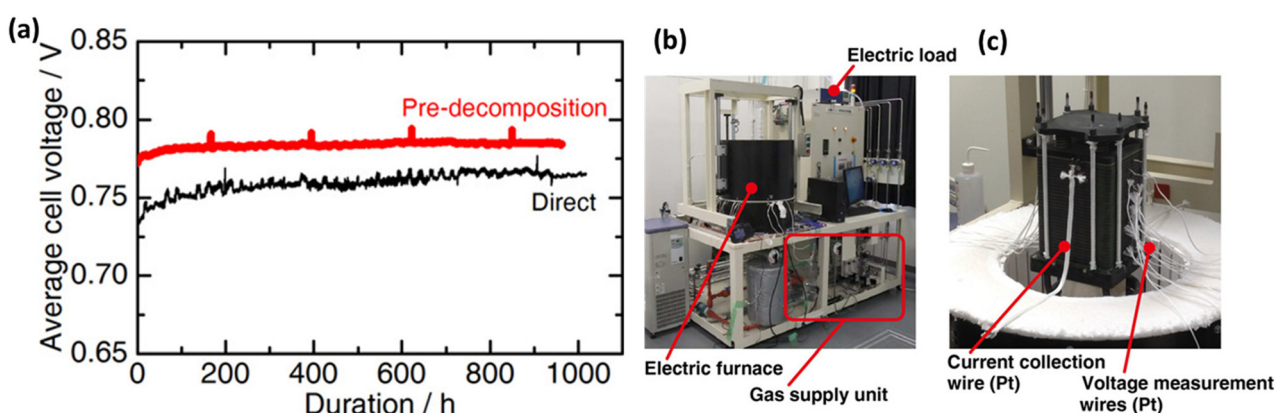 (a)
0.85
0.80
0.75
0.70
0.65
Average cell voltage / V
Pre-decomposition
Direct
0
200
400
600
800
1000
Duration / h
(b)
Electric load
Electric furnace
Gas supply unit
(c)
Current collection
wire (Pt)
Voltage measurement
wires (Pt)